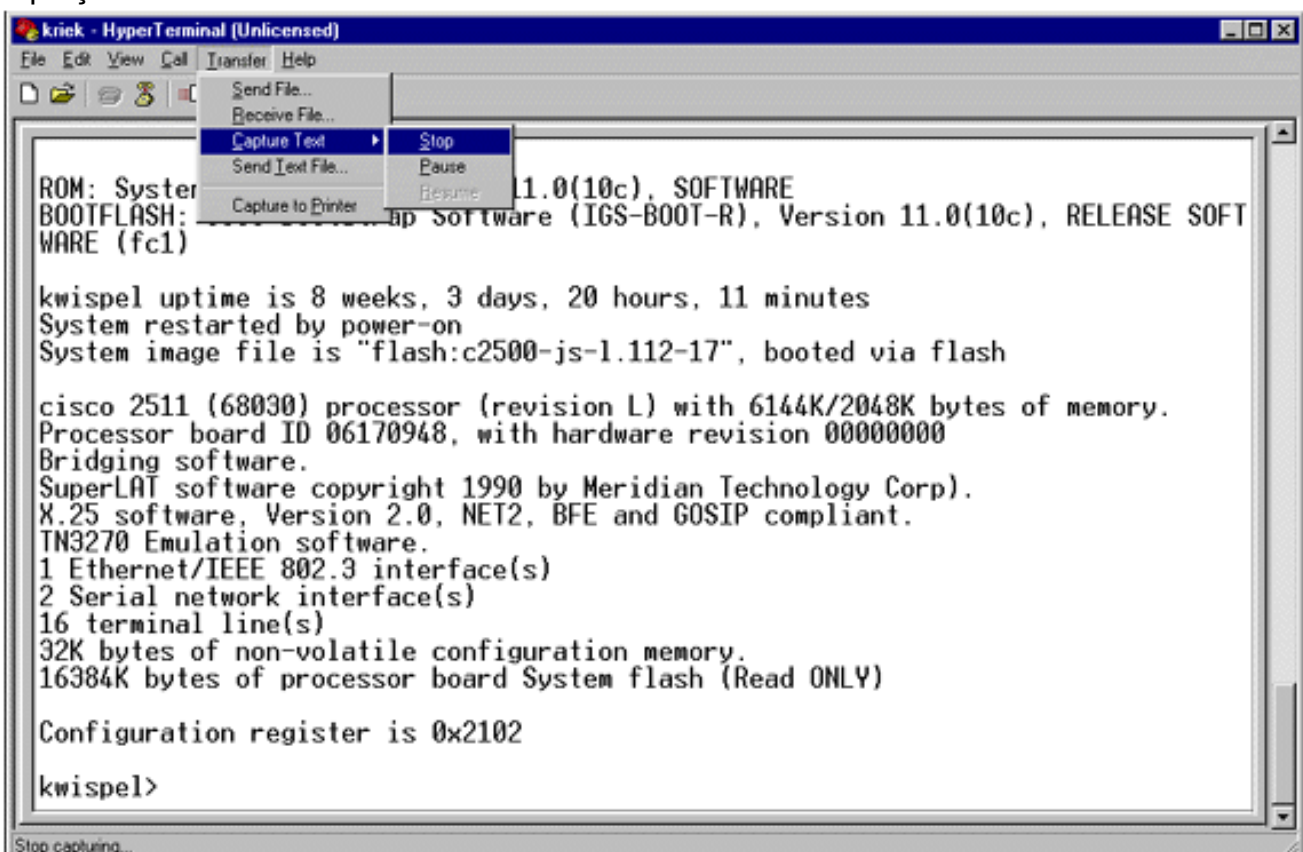 kriek - HyperTerminal (Unlicensed)
File Edit View Call Transfer Help
Send File...
Receive File...
Capture Text
Send Text File...
Capture to Printer
Stop
Pause
Resume
ROM: System 11.0(10c), SOFTWARE
BOOTFLASH: Software (IGS-BOOT-R), Version 11.0(10c), RELEASE SOFT
WARE (fc1)
kwispel uptime is 8 weeks, 3 days, 20 hours, 11 minutes
System restarted by power-on
System image file is "flash:c2500-js-l.112-17", booted via flash
cisco 2511 (68030) processor (revision L) with 6144K/2048K bytes of memory.
Processor board ID 06170948, with hardware revision 00000000
Bridging software.
SuperLAT software copyright 1990 by Meridian Technology Corp).
X.25 software, Version 2.0, NET2, BFE and GOSIP compliant.
TN3270 Emulation software.
1 Ethernet/IEEE 802.3 interface(s)
2 Serial network interface(s)
16 terminal line(s)
32K bytes of non-volatile configuration memory.
16384K bytes of processor board System flash (Read ONLY)
Configuration register is 0x2102
kwispel>
Stop capturing...